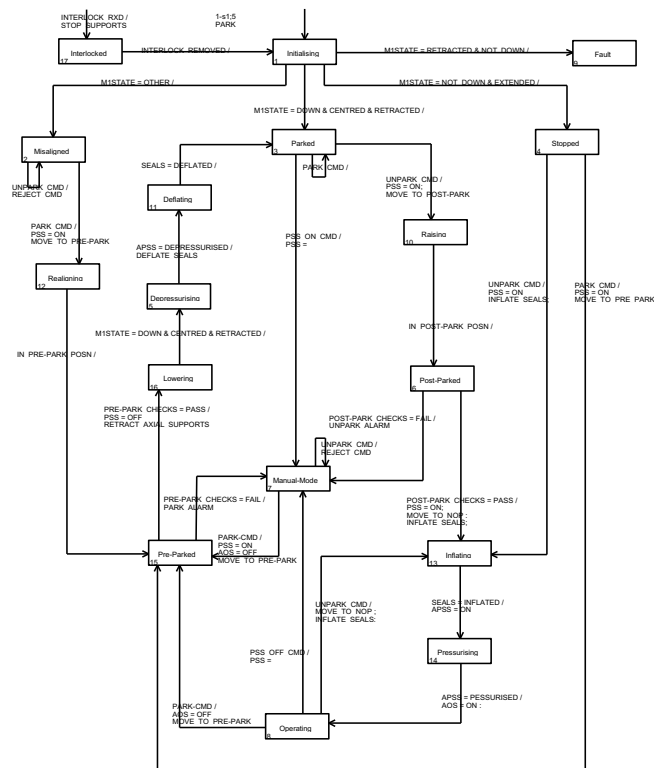 INTERLOCK RXD /
STOP SUPPORTS
1-s1;5
PARK
Interlocked
17
INTERLOCK REMOVED /
Initialising
1
M1STATE = RETRACTED & NOT DOWN /
Fault
9
M1STATE = OTHER /
M1STATE = NOT DOWN & EXTENDED /
M1STATE = DOWN & CENTRED & RETRACTED /
Misaligned
2
UNPARK CMD /
REJECT CMD
SEALS = DEFLATED /
Parked
3
PARK CMD /
Stopped
4
Deflating
11
UNPARK CMD /
PSS = ON;
MOVE TO POST-PARK
PARK CMD /
PSS = ON
MOVE TO PRE-PARK
Raising
10
APSS = DEPRESSURISED /
DEFLATE SEALS
PSS ON CMD /
PSS =
Realigning
12
Depressurising
5
UNPARK CMD /
PSS = ON
INFLATE SEALS;
PARK CMD /
PSS = ON
MOVE TO PRE PARK
M1STATE = DOWN & CENTRED & RETRACTED /
IN POST-PARK POSN /
IN PRE-PARK POSN /
Lowering
16
Post-Parked
6
PRE-PARK CHECKS = PASS /
PSS = OFF
RETRACT AXIAL SUPPORTS
POST-PARK CHECKS = FAIL /
UNPARK ALARM
UNPARK CMD /
REJECT CMD
Manual-Mode
7
PRE-PARK CHECKS = FAIL /
PARK ALARM
POST-PARK CHECKS = PASS /
PSS = ON;
MOVE TO NOP :
INFLATE SEALS;
PARK-CMD /
PSS = ON
AOS = OFF
MOVE TO PRE-PARK
Pre-Parked
15
Inflating
13
UNPARK CMD /
MOVE TO NOP ;
INFLATE SEALS:
SEALS = INFLATED /
APSS = ON
PSS OFF CMD /
PSS =
Pressurising
14
PARK-CMD /
AOS = OFF
MOVE TO PRE-PARK
APSS = PESSURISED /
AOS = ON :
Operating
8